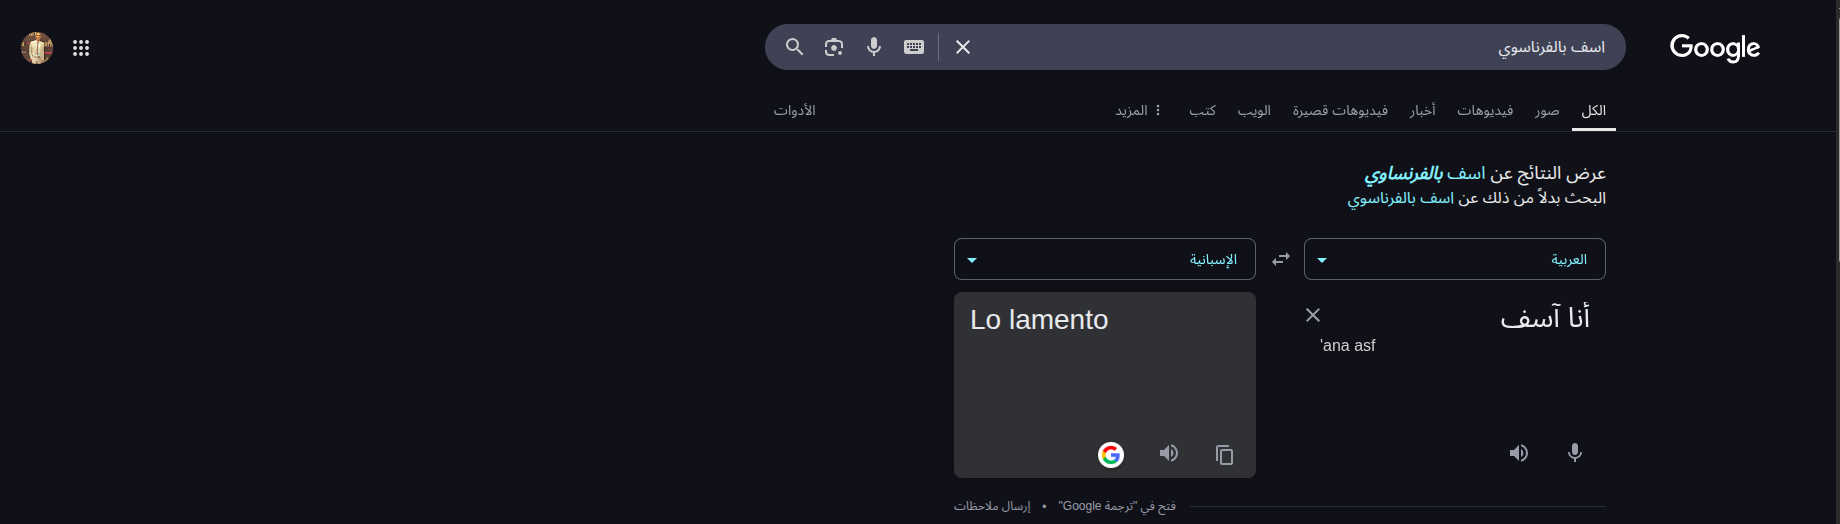 اسف بالفرناسوي
Google
الكل صور فيديوهات أخبار فيديوهات قصيرة الويب كتب المزيد الأدوات
عرض النتائج عن اسف بالفرنساوي
البحث بدلاً من ذلك عن اسف بالفرناسوي
العربية
الإسبانية
أنا آسف
'ana asf
Lo lamento
فتح في "ترجمة Google" • إرسال ملاحظات